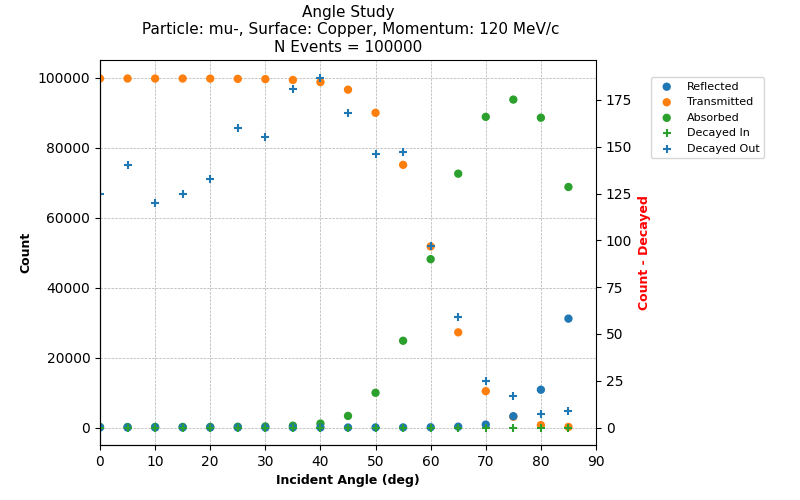 Angle Study
Particle: mu-, Surface: Copper, Momentum: 120 MeV/c
N Events = 100000
100000
80000
60000
40000
20000
0
Count
175
150
125
100
75
50
25
0
Count - Decayed
Reflected
Transmitted
Absorbed
Decayed In
Decayed Out
0 10 20 30 40 50 60 70 80 90
Incident Angle (deg)